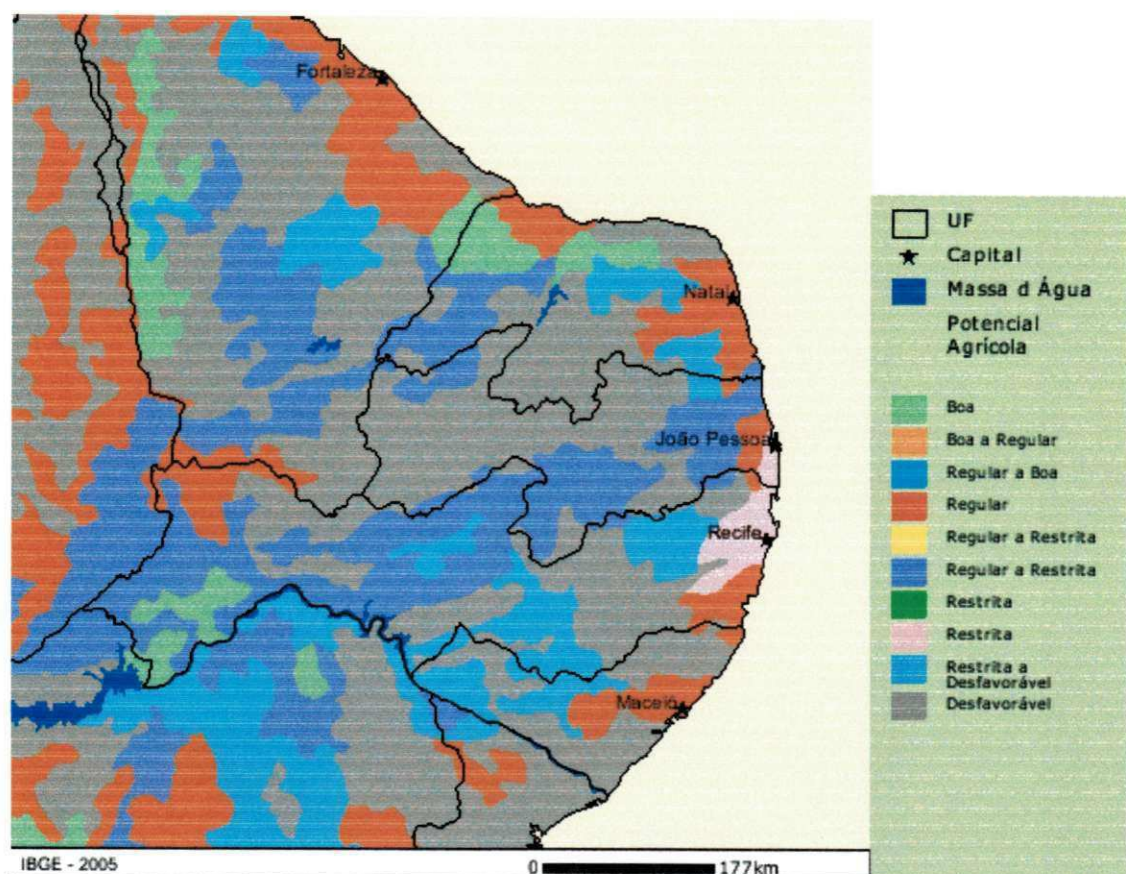 Fortaleza
Natal
João Pessoa
Recife
Maceió
UF
Capital
Massa d Água
Potencial
Agrícola
Boa
Boa a Regular
Regular a Boa
Regular
Regular a Restrita
Regular a Restrita
Restrita
Restrita
Restrita a
Desfavorável
Desfavorável
IBGE - 2005
0 177km